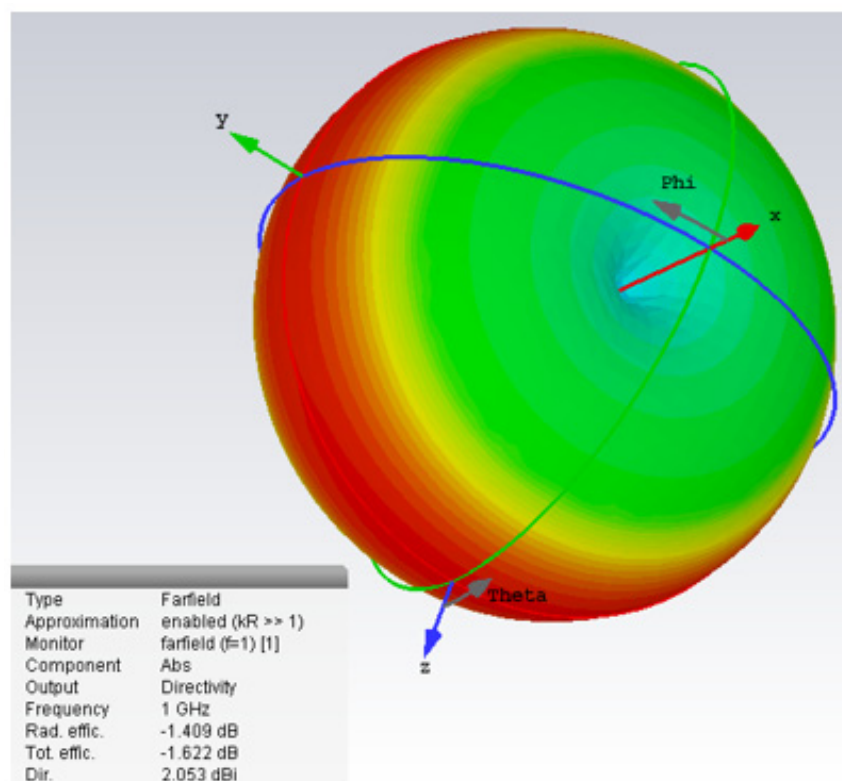 y
Phi
x
Theta
z
Type Farfield
Approximation enabled (kR >> 1)
Monitor farfield (f=1) [1]
Component Abs
Output Directivity
Frequency 1 GHz
Rad. effic. -1.409 dB
Tot. effic. -1.622 dB
Dir. 2.053 dBi